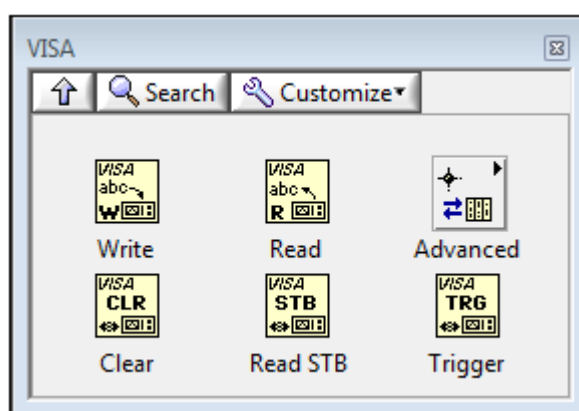 VISA
Search Customize
VISA
abc
W
VISA
abc
R
Write Read Advanced
VISA
CLR
VISA
STB
VISA
TRG
Clear Read STB Trigger